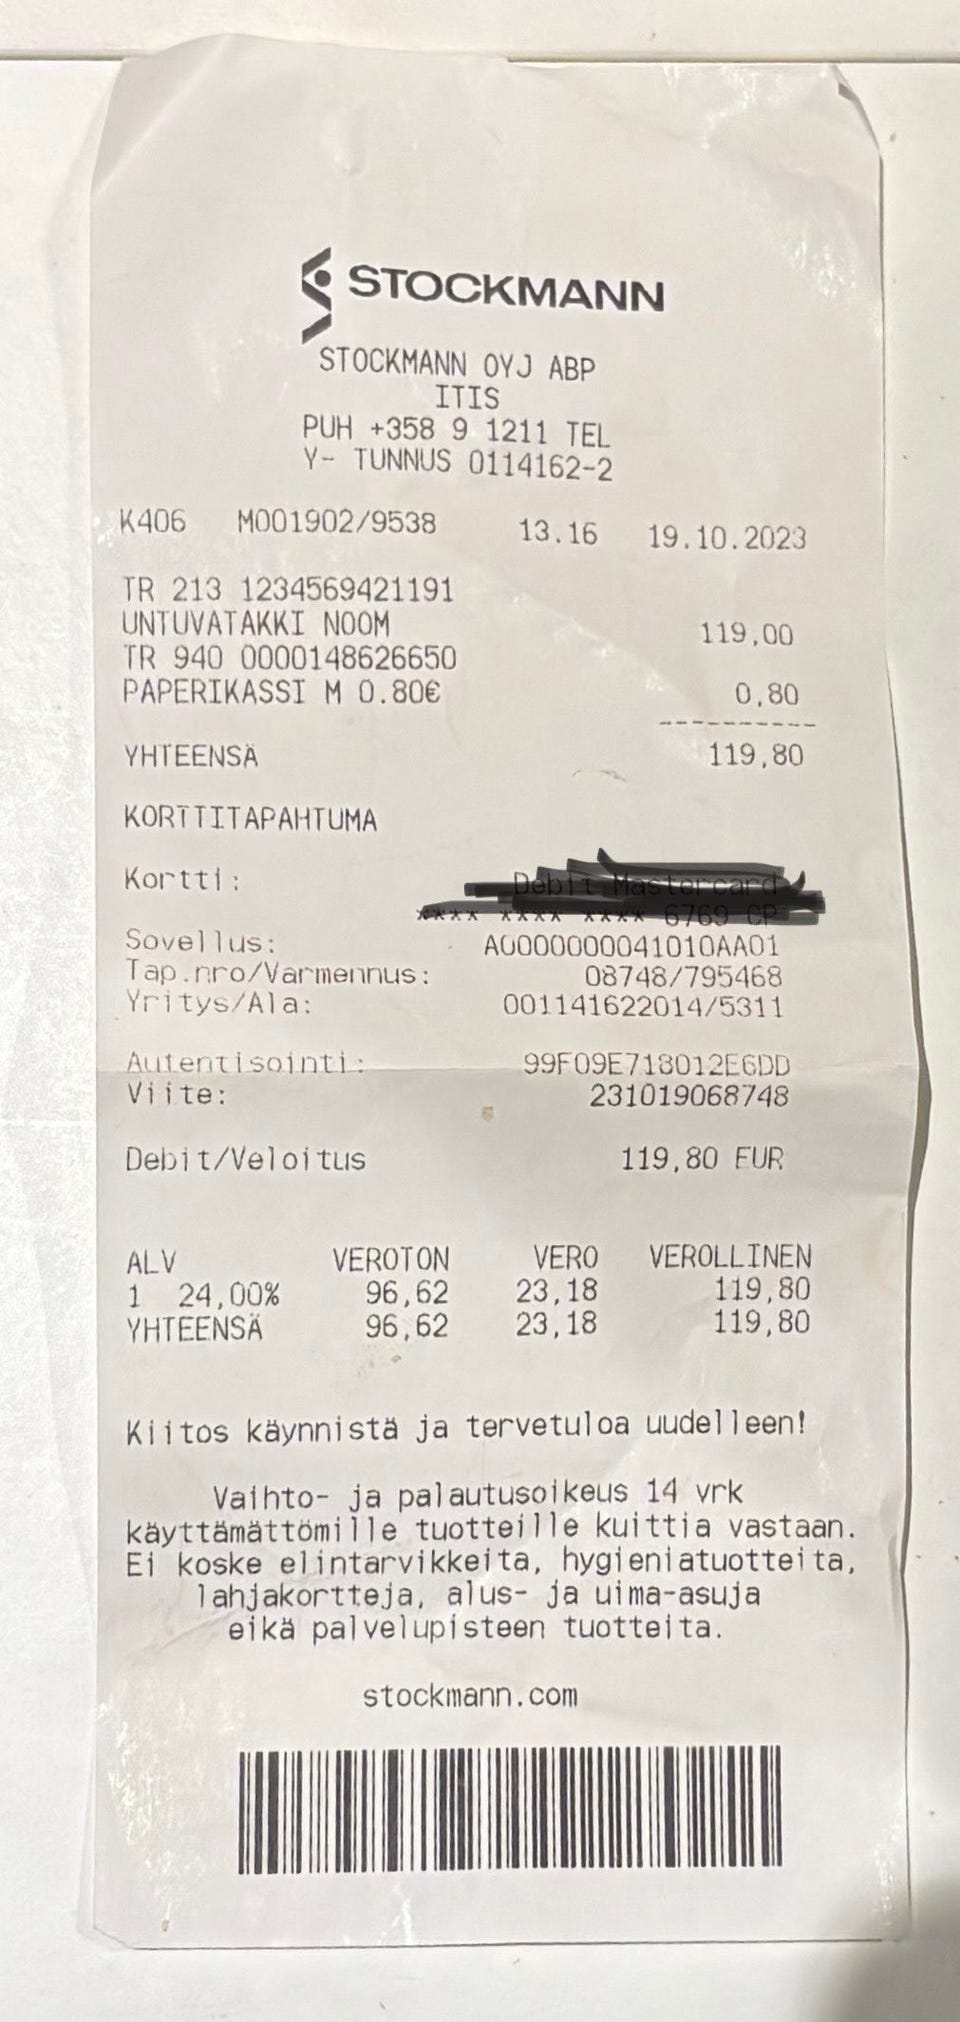 STOCKMANN
STOCKMANN OYJ ABP
ITIS
PUH +358 9 1211 TEL
Y- TUNNUS 0114162-2
K406 M001902/9538 13.16 19.10.2023
TR 213 1234569421191
UNTUVATAKKI NOOM 119,00
TR 940 0000148626650
PAPERIKASSI M 0.80€ 0,80
----------
YHTEENSÄ 119,80
KORTTITAPAHTUMA
Kortti:
**** **** ****
Sovellus: A0000000041010AA01
Tap.nro/Varmennus: 08748/795468
Yritys/Ala: 001141622014/5311
Autentisointi: 99F09E718012E6DD
Viite: 231019068748
Debit/Veloitus 119,80 EUR
ALV VEROTON VERO VEROLLINEN
1 24,00% 96,62 23,18 119,80
YHTEENSÄ 96,62 23,18 119,80
Kiitos käynnistä ja tervetuloa uudelleen!
Vaihto- ja palautusoikeus 14 vrk
käyttämättömille tuotteille kuittia vastaan.
Ei koske elintarvikkeita, hygieniatuotteita,
lahjakortteja, alus- ja uima-asuja
eikä palvelupisteen tuotteita.
stockmann.com